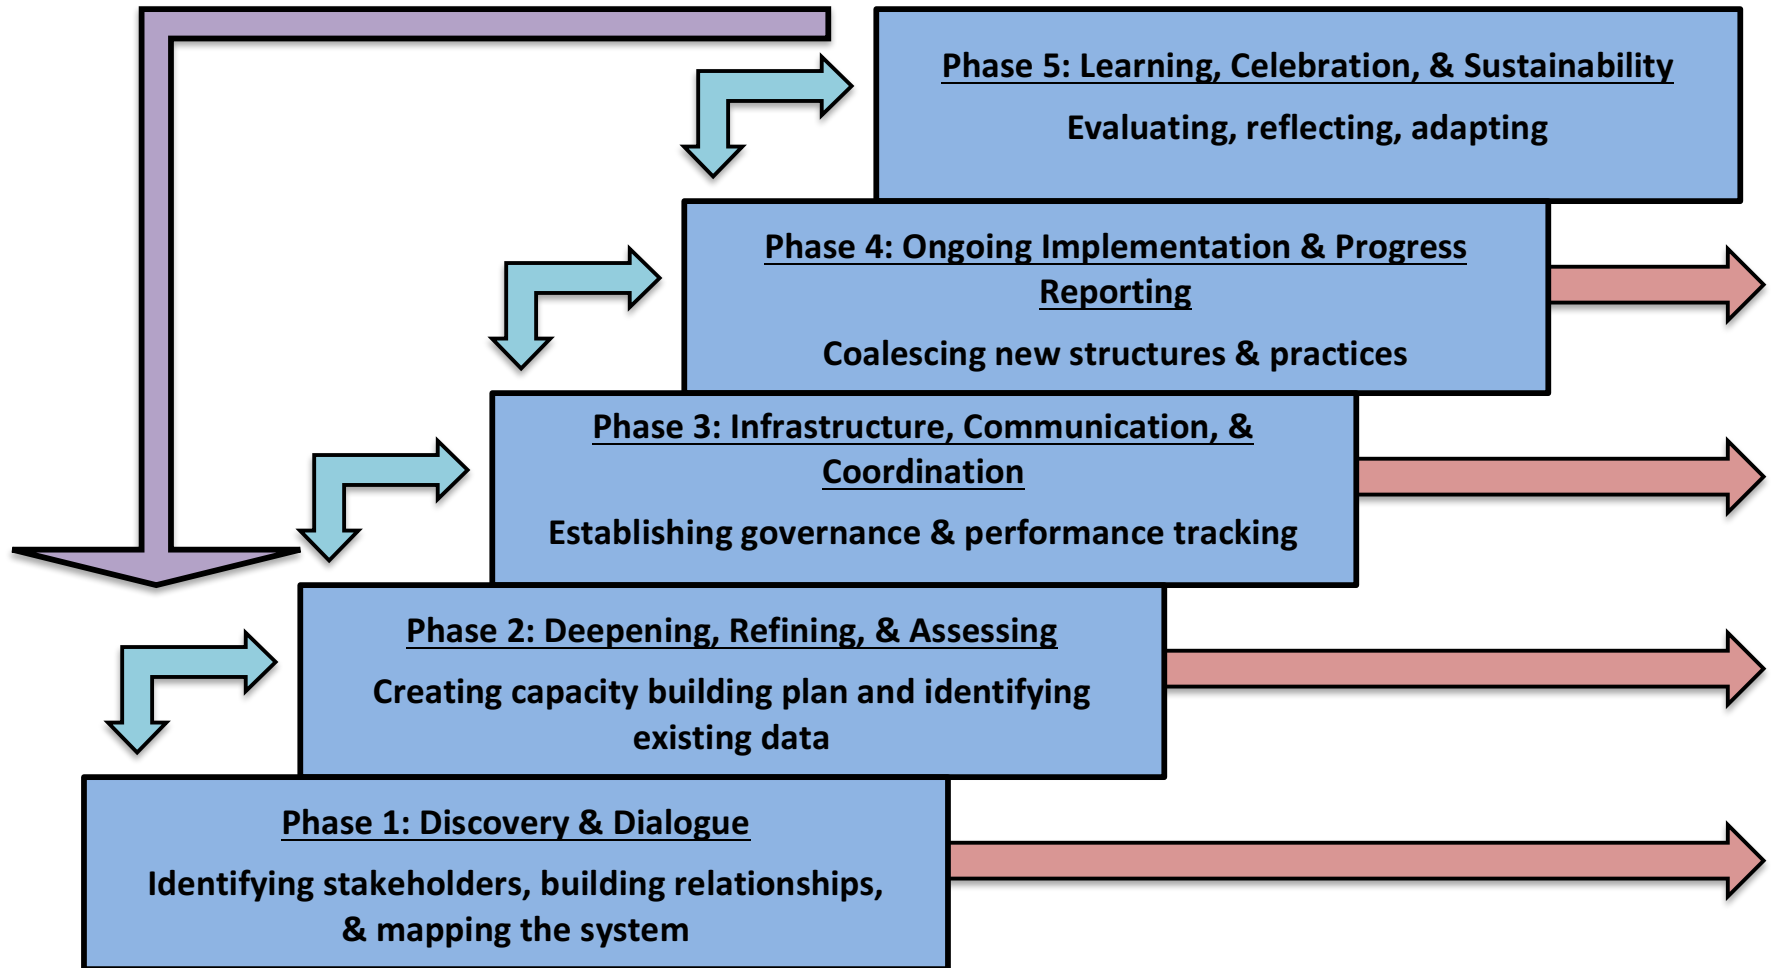 Phase 5: Learning, Celebration, & Sustainability
Evaluating, reflecting, adapting
Phase 4: Ongoing Implementation & Progress
Reporting
Coalescing new structures & practices
Phase 3: Infrastructure, Communication, &
Coordination
Establishing governance & performance tracking
Phase 2: Deepening, Refining, & Assessing
Creating capacity building plan and identifying
existing data
Phase 1: Discovery & Dialogue
Identifying stakeholders, building relationships,
& mapping the system